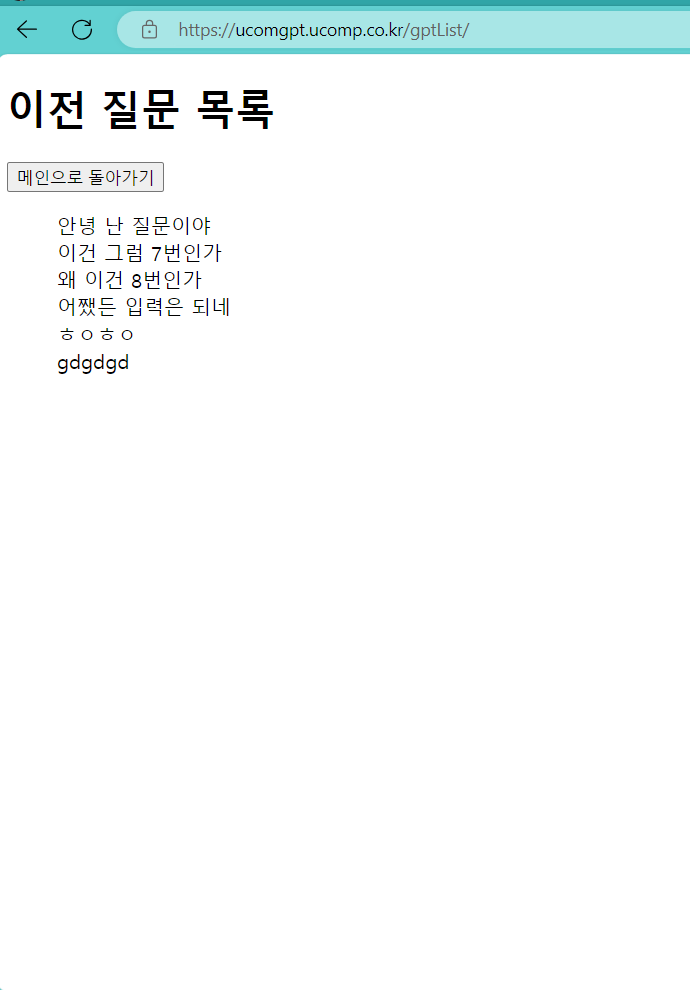 https://ucomgpt.ucomp.co.kr/gptList/
이전 질문 목록
메인으로 돌아가기
안녕 난 질문이야
이건 그럼 7번인가
왜 이건 8번인가
어쨌든 입력은 되네
ㅎㅇㅎㅇ
gdgdgd